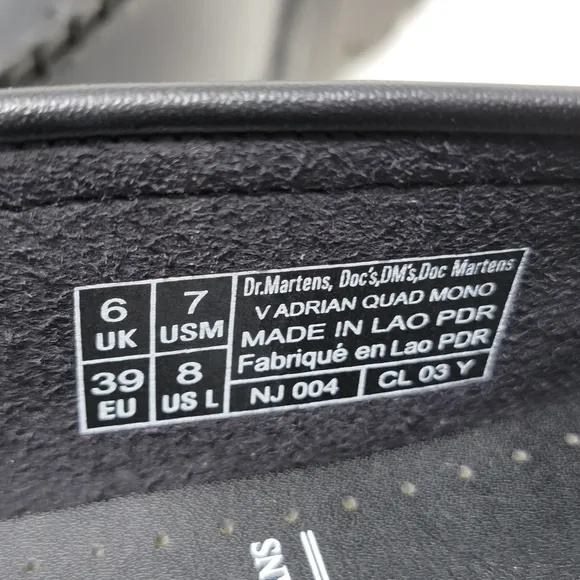 6 UK
7 USM
39 EU
8 US L
Dr.Martens, Doc's,DM's,Doc Martens
V ADRIAN QUAD MONO
MADE IN LAO PDR
Fabriqué en Lao PDR
NJ 004
CL 03 Y